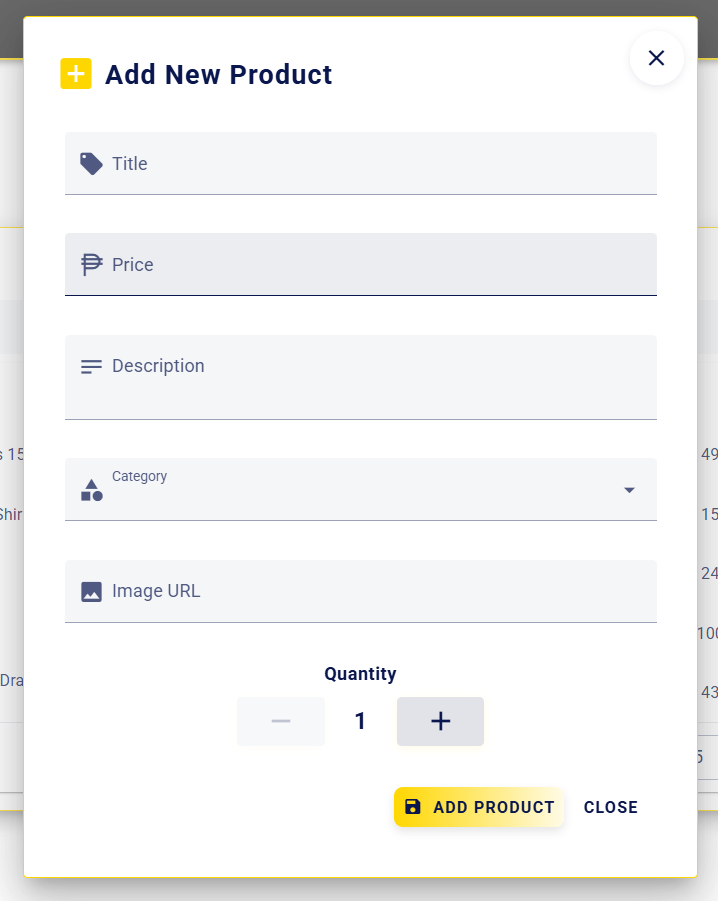 Add New Product
Title
₱ Price
Description
s 15
49
Category
Shir
15
24
Image URL
100
Quantity
Dra
43
1
5
ADD PRODUCT
CLOSE